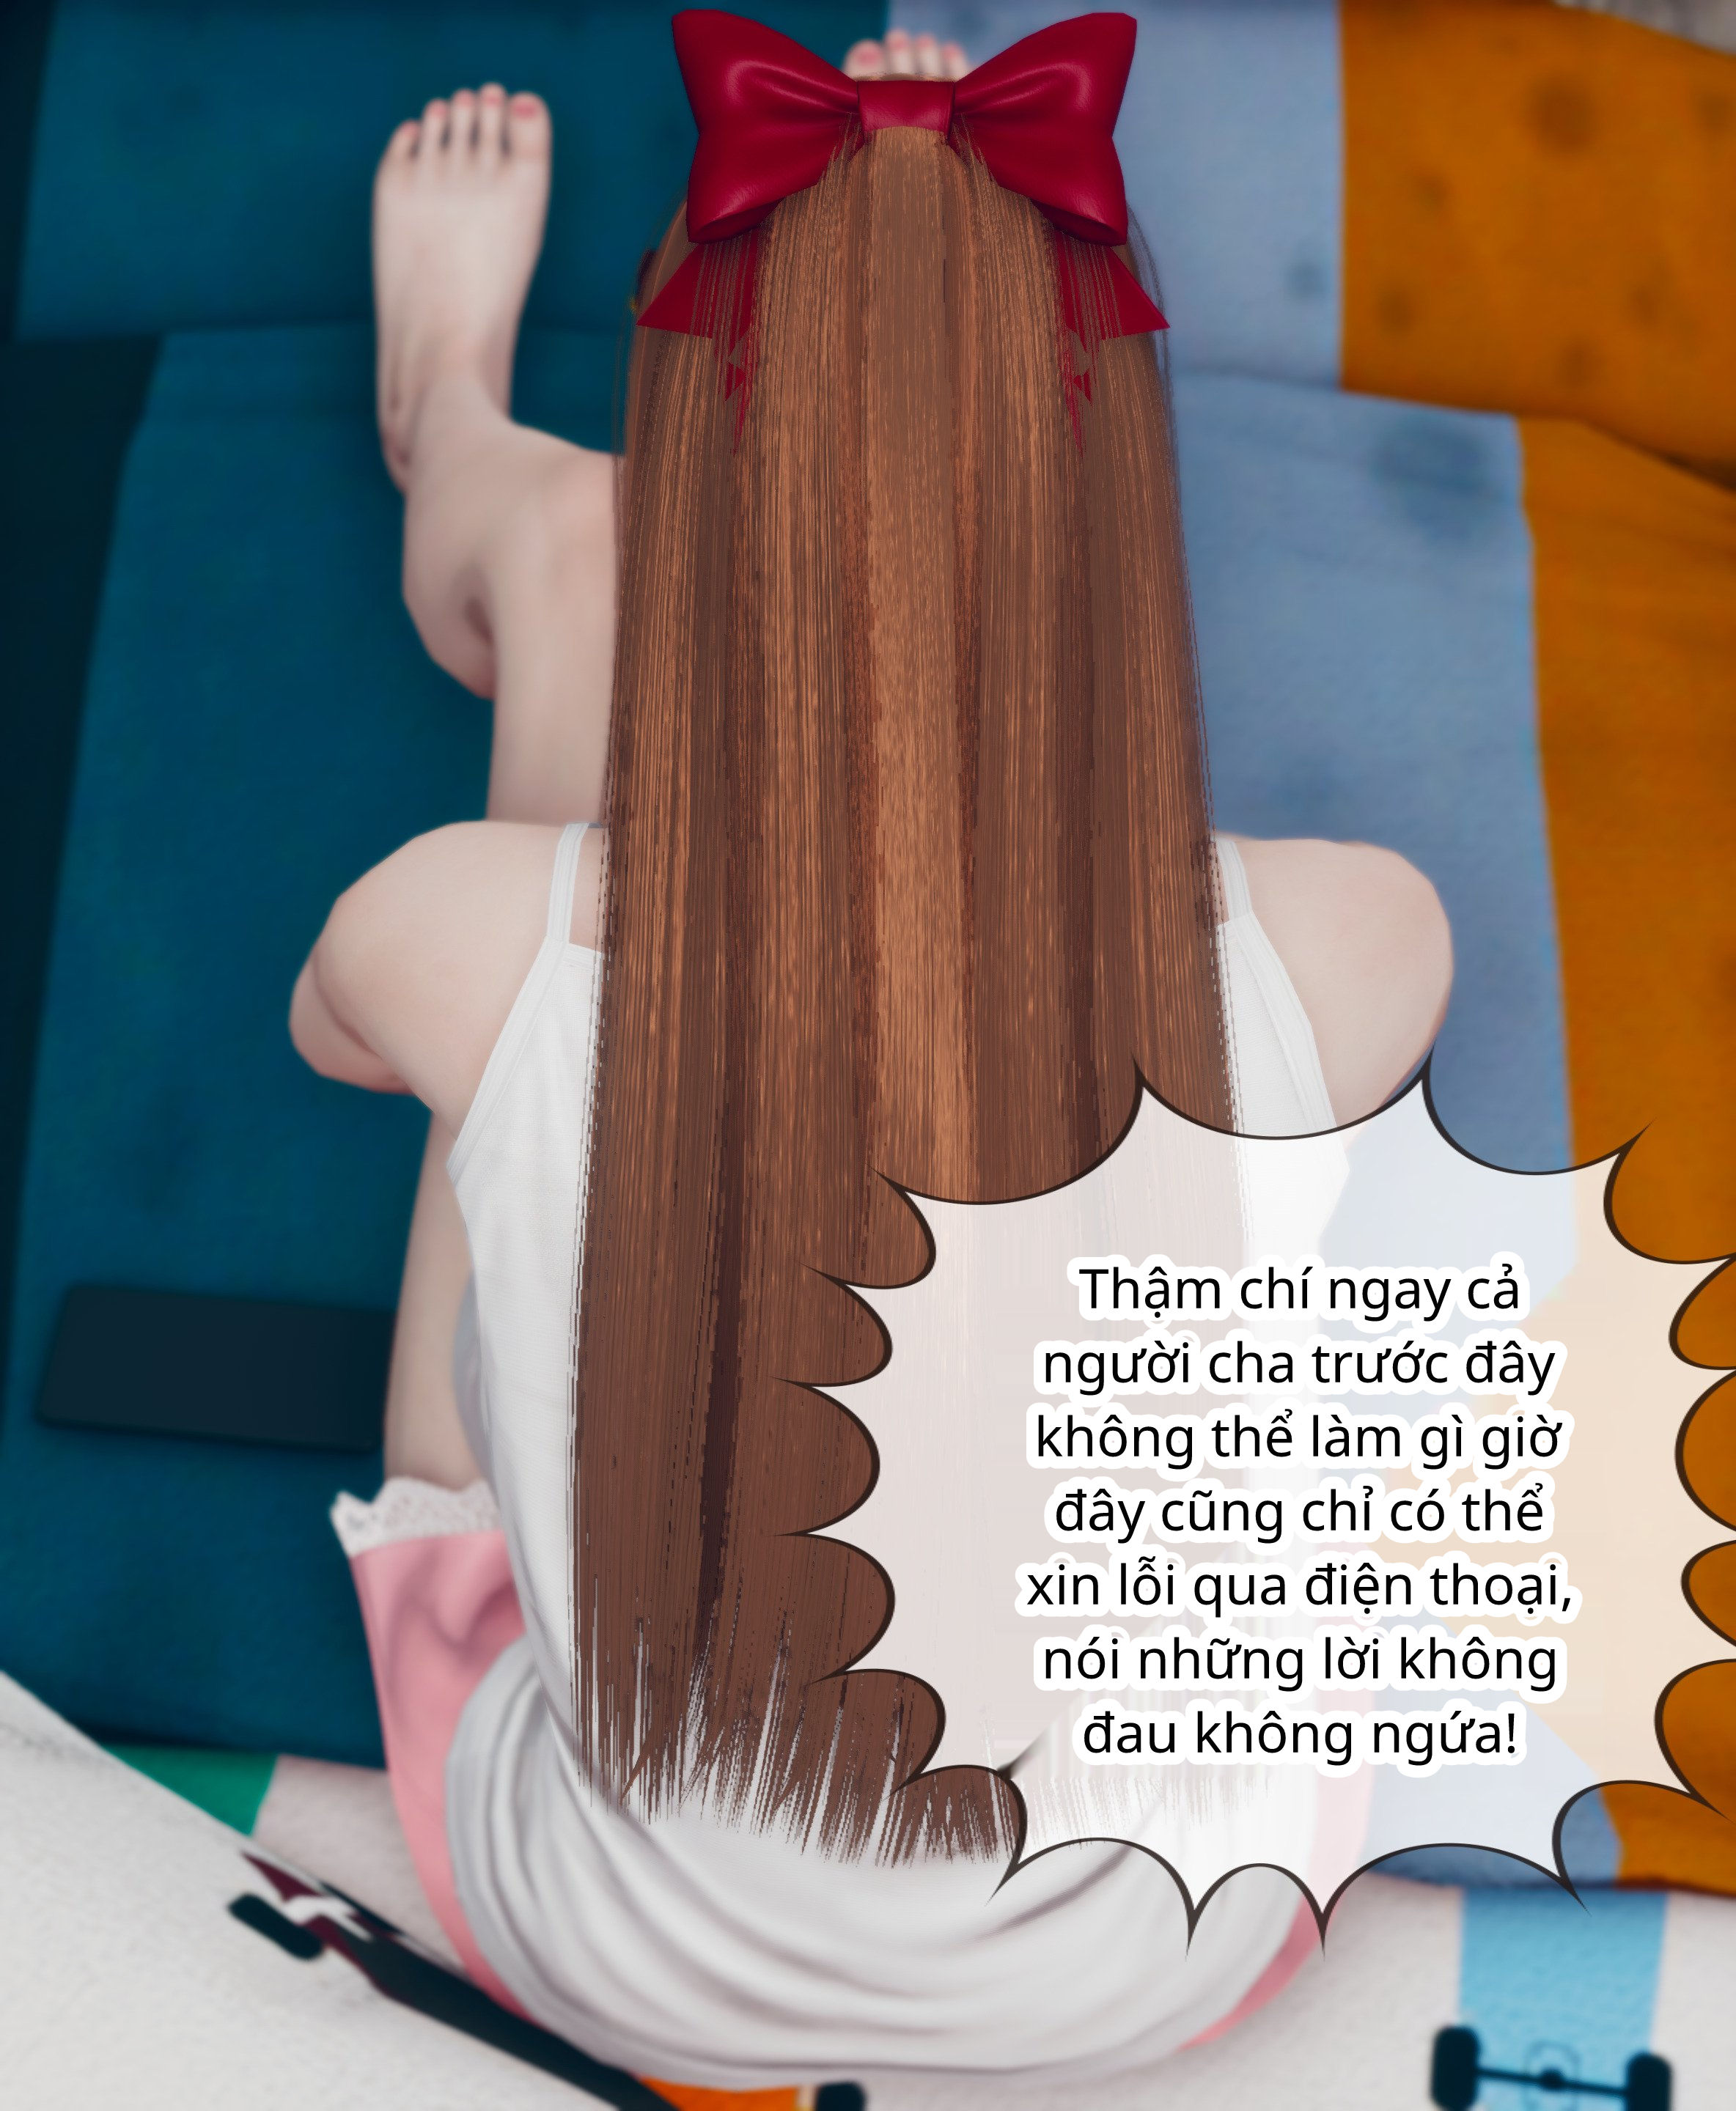 Thậm chí ngay cả
người cha trước đây
không thể làm gì giờ
đây cũng chỉ có thể
xin lỗi qua điện thoại,
nói những lời không
đau không ngứa!